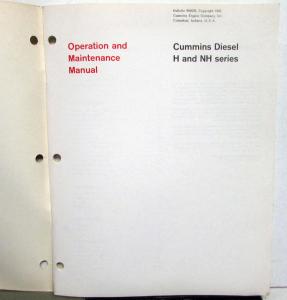 Cummins Engine Company, Inc.
Columbus, Indiana, U.S.A.
Operation and
Maintenance
Manual
Cummins Diesel
H and NH series